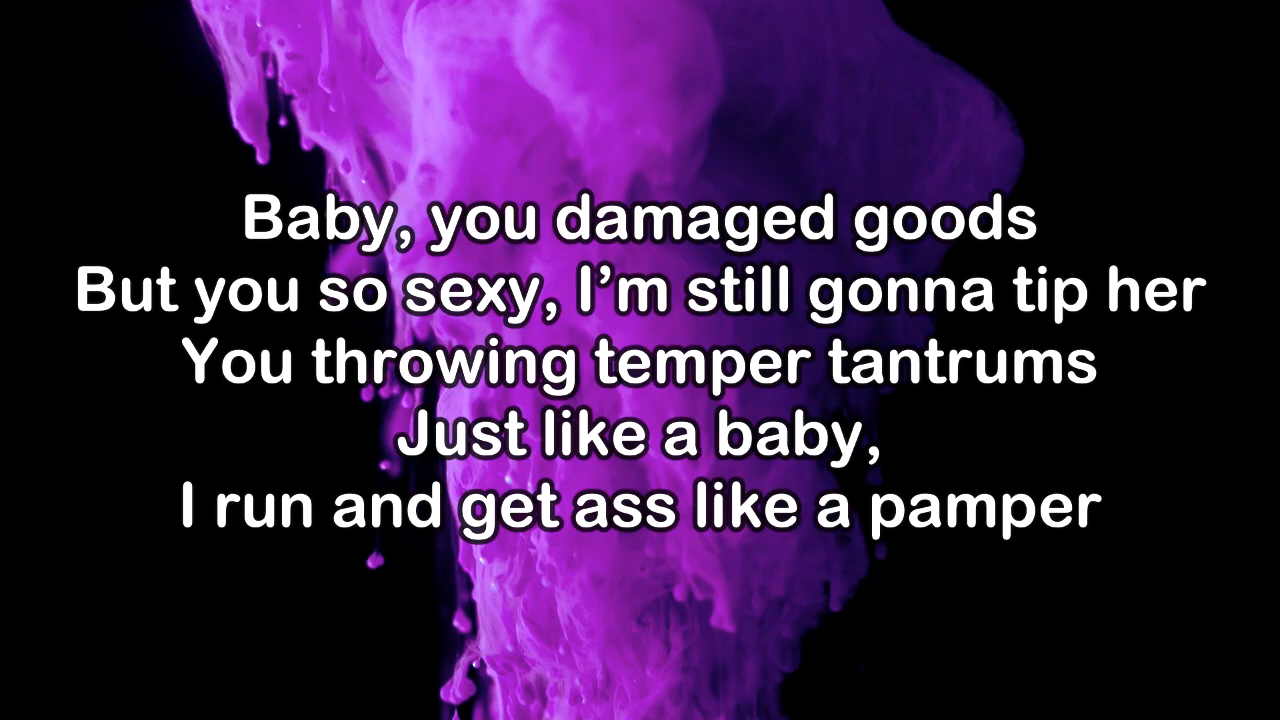 Baby, you damaged goods
But you so sexy, I’m still gonna tip her
You throwing temper tantrums
Just like a baby,
I run and get ass like a pamper